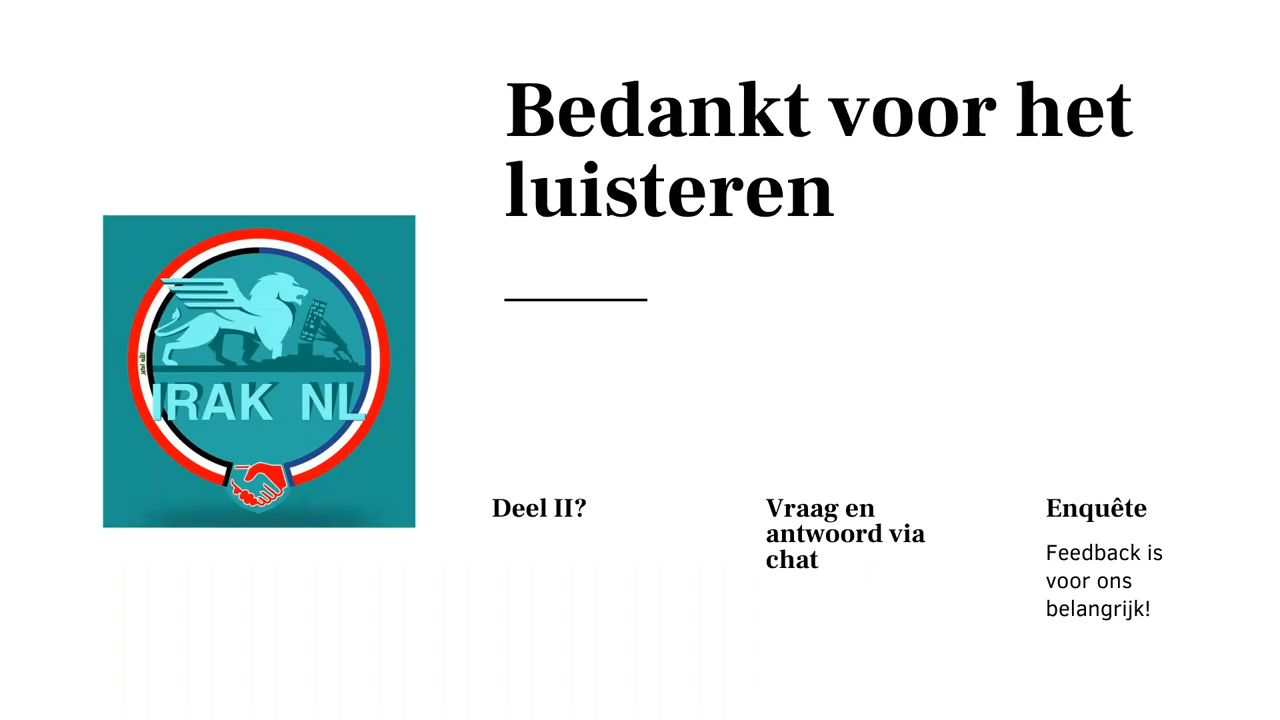 Bedankt voor het
luisteren
IRAK NL
Deel II?
Vraag en
antwoord via
chat
Enquête
Feedback is
voor ons
belangrijk!